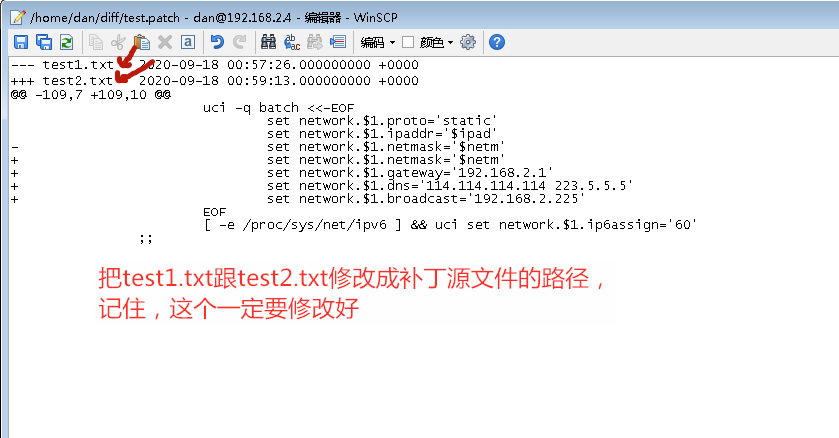 /home/dan/diff/test.patch - dan@192.168.2.4 - 编辑器 - WinSCP
编码 颜色
--- test1.txt 2020-09-18 00:57:26.000000000 +0000
+++ test2.txt 2020-09-18 00:59:13.000000000 +0000
@@ -109,7 +109,10 @@
uci -q batch <<-EOF
set network.$1.proto='static'
set network.$1.ipaddr='$ipad'
- set network.$1.netmask='$netm'
+ set network.$1.netmask='$netm'
+ set network.$1.gateway='192.168.2.1'
+ set network.$1.dns='114.114.114.114 223.5.5.5'
+ set network.$1.broadcast='192.168.2.225'
EOF
[ -e /proc/sys/net/ipv6 ] && uci set network.$1.ip6assign='60'
;;
把test1.txt跟test2.txt修改成补丁源文件的路径，
记住，这个一定要修改好